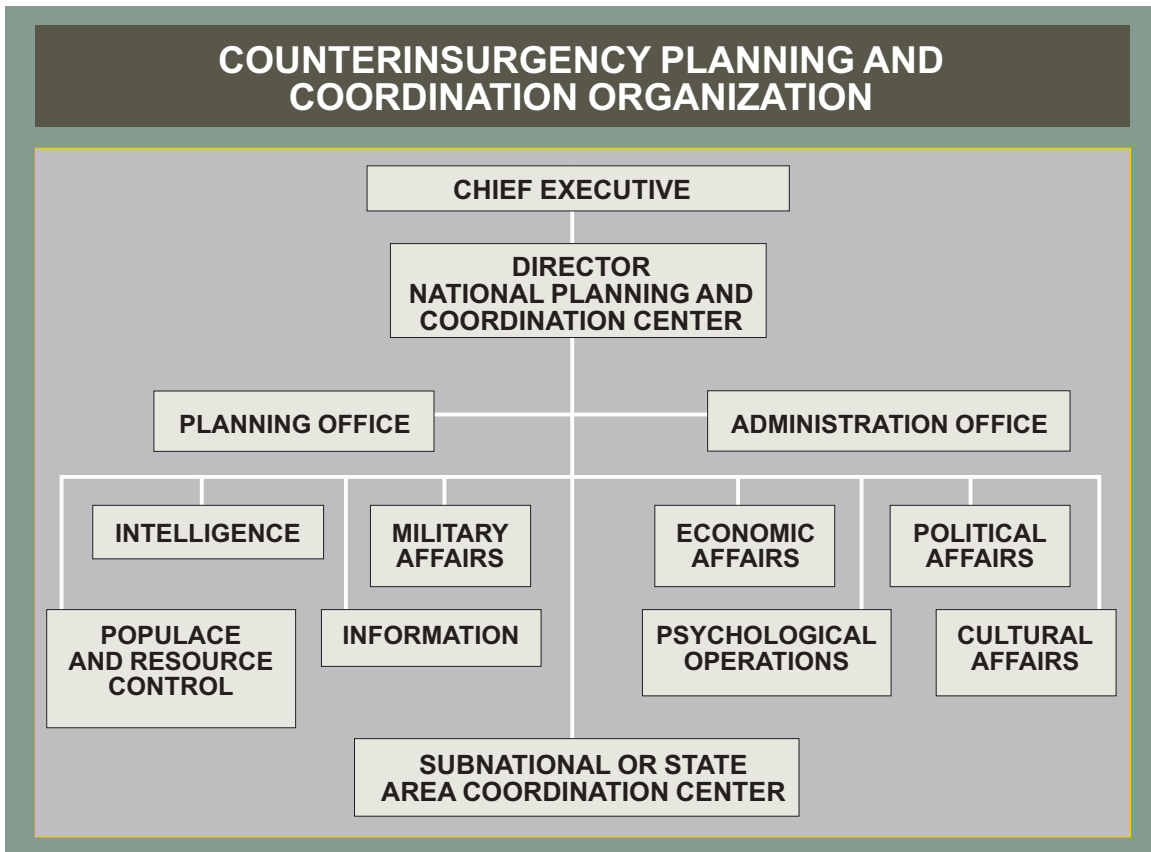 COUNTERINSURGENCY PLANNING AND
COORDINATION ORGANIZATION
CHIEF EXECUTIVE
DIRECTOR
NATIONAL PLANNING AND
COORDINATION CENTER
PLANNING OFFICE
ADMINISTRATION OFFICE
INTELLIGENCE
MILITARY
AFFAIRS
ECONOMIC
AFFAIRS
POLITICAL
AFFAIRS
POPULACE
AND RESOURCE
CONTROL
INFORMATION
PSYCHOLOGICAL
OPERATIONS
CULTURAL
AFFAIRS
SUBNATIONAL OR STATE
AREA COORDINATION CENTER